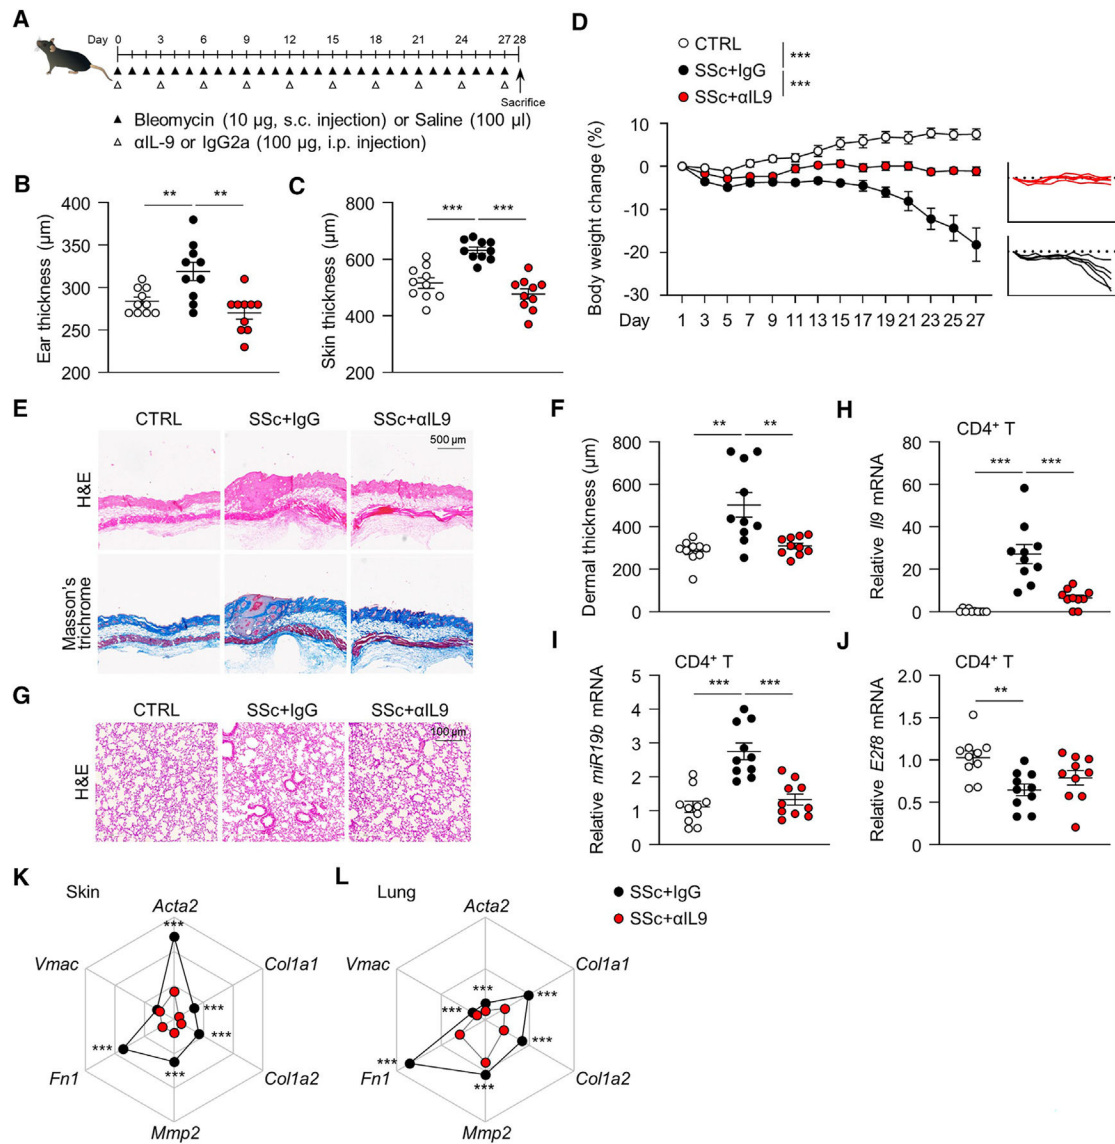 A
Day
0 3 6 9 12 15 18 21 24 27 28
Sacrifice
Bleomycin (10 µg, s.c. injection) or Saline (100 µl)
αIL-9 or IgG2a (100 µg, i.p. injection)
B
** **
Ear thickness (µm)
400
350
300
250
200
C
*** ***
Skin thickness (µm)
800
600
400
200
D
CTRL
SSc+IgG
SSc+αIL9
***
***
Body weight change (%)
10
0
-10
-20
-30
Day 1 3 5 7 9 11 13 15 17 19 21 23 25 27
E
CTRL SSc+IgG SSc+αIL9
500 µm
H&E
Masson's
trichrome
F
** **
Dermal thickness (µm)
800
600
400
200
0
G
CTRL SSc+IgG SSc+αIL9
100 µm
H&E
H
CD4⁺ T
*** ***
Relative Il9 mRNA
80
60
40
20
0
I
CD4⁺ T
*** ***
Relative miR19b mRNA
5
4
3
2
1
0
J
CD4⁺ T
**
Relative E2f8 mRNA
2.0
1.5
1.0
0.5
0
K
Skin
Acta2
***
Vmac
Col1a1
***
***
***
Fn1
***
Col1a2
Mmp2
L
Lung
Acta2
Vmac
Col1a1
***
***
***
***
***
Fn1
***
Col1a2
Mmp2
SSc+IgG
SSc+αIL9